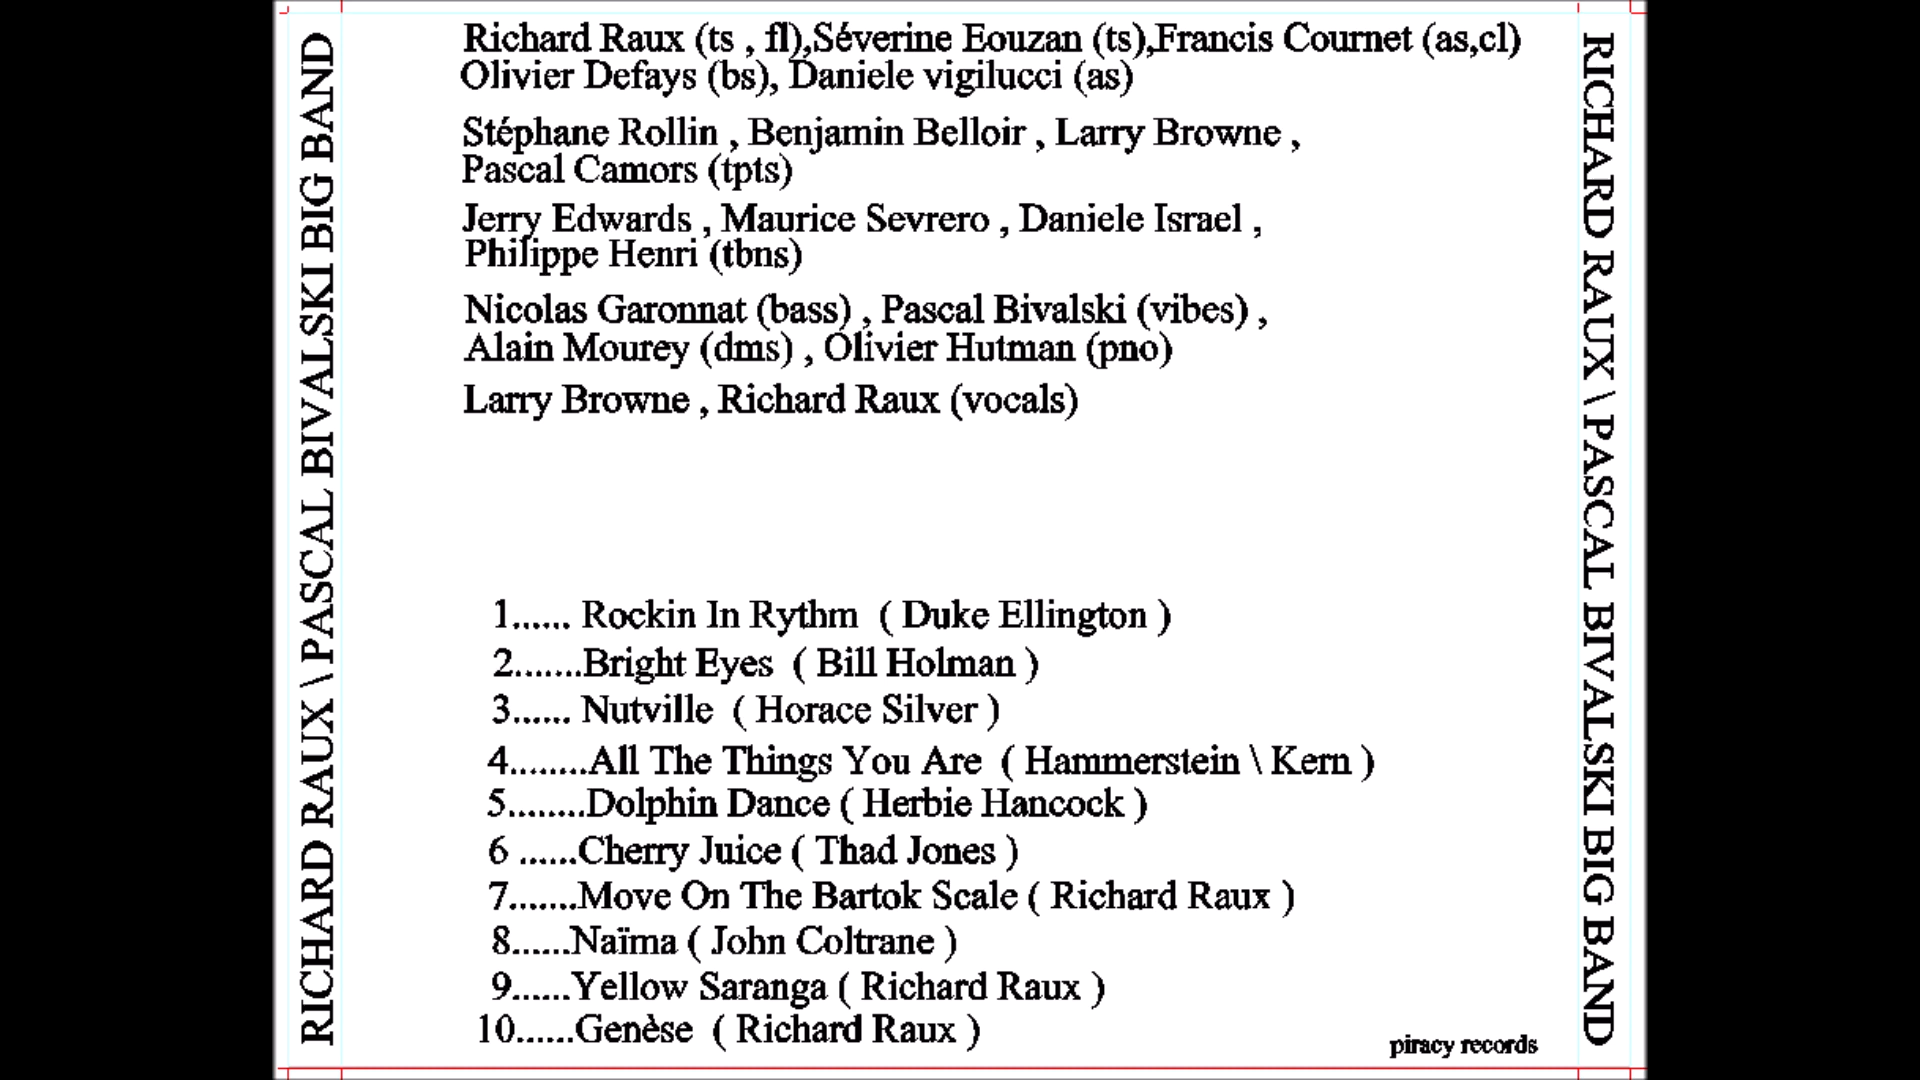 RICHARD RAUX \ PASCAL BIVALSKI BIG BAND
Richard Raux (ts , fl),Séverine Eouzan (ts),Francis Cournet (as,cl)
Olivier Defays (bs), Daniele vigilucci (as)
Stéphane Rollin , Benjamin Belloir , Larry Browne ,
Pascal Camors (tpts)
Jerry Edwards , Maurice Sevrero , Daniele Israel ,
Philippe Henri (tbns)
Nicolas Garonnat (bass) , Pascal Bivalski (vibes) ,
Alain Mourey (dms) , Olivier Hutman (pno)
Larry Browne , Richard Raux (vocals)
1...... Rockin In Rythm ( Duke Ellington )
2.......Bright Eyes ( Bill Holman )
3...... Nutville ( Horace Silver )
4........All The Things You Are ( Hammerstein \ Kern )
5........Dolphin Dance ( Herbie Hancock )
6 ......Cherry Juice ( Thad Jones )
7.......Move On The Bartok Scale ( Richard Raux )
8......Naïma ( John Coltrane )
9......Yellow Saranga ( Richard Raux )
10......Genèse ( Richard Raux )
piracy records
RICHARD RAUX \ PASCAL BIVALSKI BIG BAND